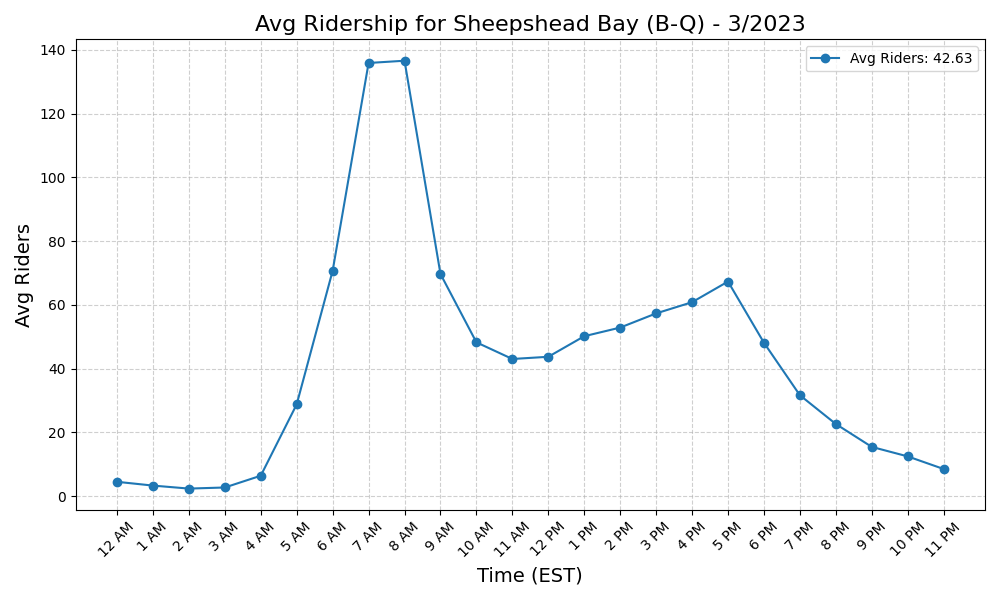 Avg Ridership for Sheepshead Bay (B-Q) - 3/2023
Avg Riders: 42.63
Avg Riders
140
120
100
80
60
40
20
0
12 AM
1 AM
2 AM
3 AM
4 AM
5 AM
6 AM
7 AM
8 AM
9 AM
10 AM
11 AM
12 PM
1 PM
2 PM
3 PM
4 PM
5 PM
6 PM
7 PM
8 PM
9 PM
10 PM
11 PM
Time (EST)